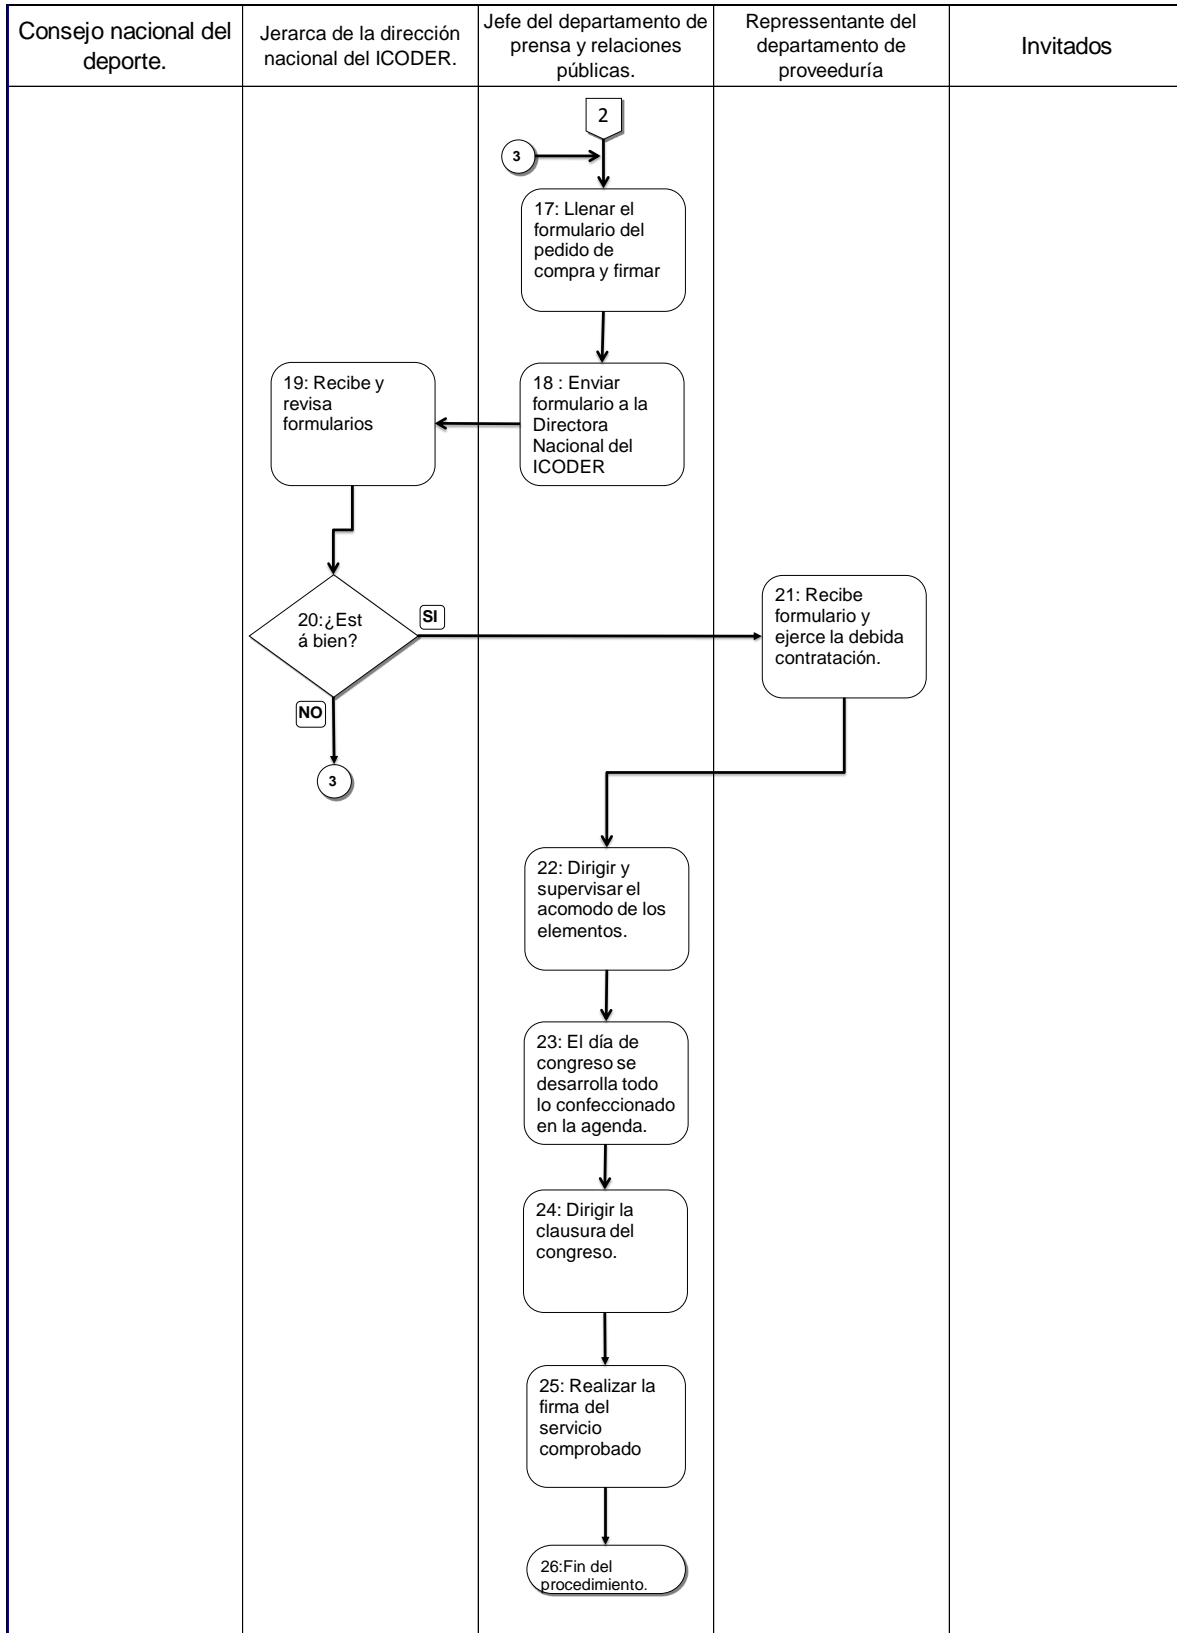 Consejo nacional del
deporte.
Jerarca de la dirección
nacional del ICODER.
Jefe del departamento de
prensa y relaciones
públicas.
Repressentante del
departamento de
proveeduría
Invitados
2
3
17: Llenar el
formulario del
pedido de
compra y firmar
19: Recibe y
revisa
formularios
18 : Enviar
formulario a la
Directora
Nacional del
ICODER
20:¿Est
á bien?
SI
21: Recibe
formulario y
ejerce la debida
contratación.
NO
3
22: Dirigir y
supervisar el
acomodo de los
elementos.
23: El día de
congreso se
desarrolla todo
lo confeccionado
en la agenda.
24: Dirigir la
clausura del
congreso.
25: Realizar la
firma del
servicio
comprobado
26:Fin del
procedimiento.